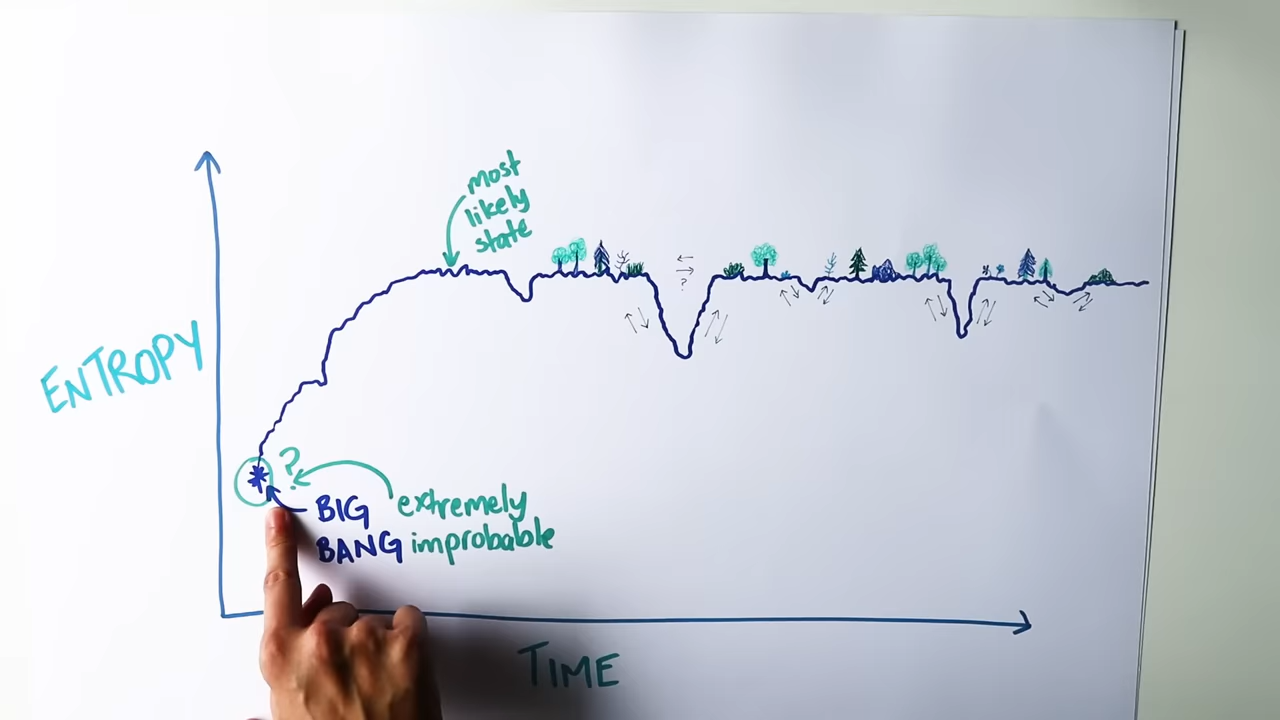 most
likely
state
?
ENTROPY
?
BIG
BANG
extremely
improbable
TIME